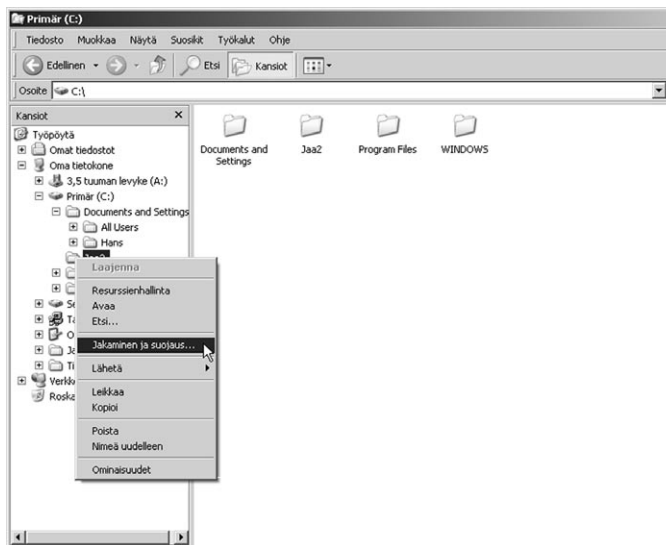 Primär (C:)
Tiedosto Muokkaa Näytä Suosikit Työkalut Ohje
Edellinen Etsi Kansiot
Osoite C:\
Kansiot
Työpöytä
Omat tiedostot
Oma tietokone
3,5 tuuman levyke (A:)
Primär (C:)
Documents and Settings
All Users
Hans
Jaa2
Laajenna
Resurssienhallinta
Avaa
Etsi...
Jakaminen ja suojaus...
Lähetä
Leikkaa
Kopioi
Poista
Nimeä uudelleen
Ominaisuudet
Documents and
Settings
Jaa2
Program Files
WINDOWS